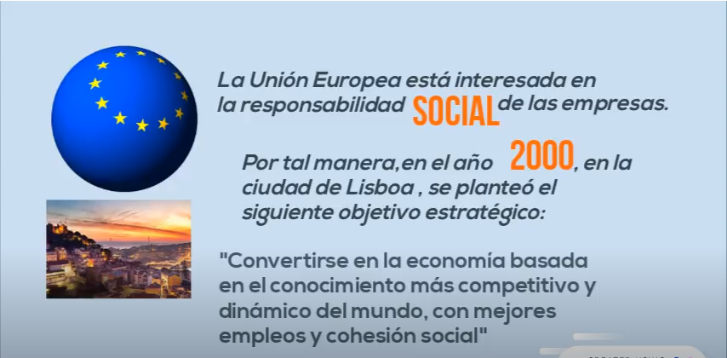 La Unión Europea está interesada en
la responsabilidad SOCIAL de las empresas.
Por tal manera,en el año 2000, en la
ciudad de Lisboa , se planteó el
siguiente objetivo estratégico:
"Convertirse en la economía basada
en el conocimiento más competitivo y
dinámico del mundo, con mejores
empleos y cohesión social"